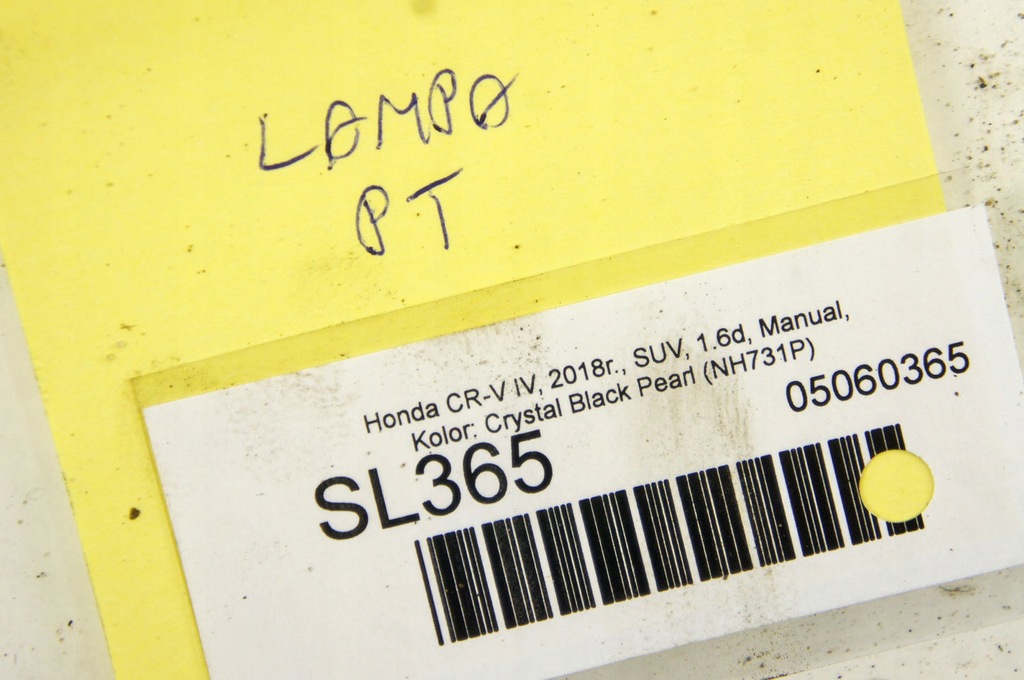 LAMPA
PT
Honda CR-V IV, 2018r., SUV, 1.6d, Manual,
Kolor: Crystal Black Pearl (NH731P)
05060365
SL365